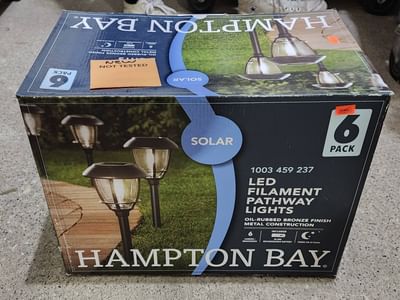 HAMPTON BAY
6
PACK
NEW
NOT TESTED
SOLAR
SOLAR
6
PACK
1003 459 237
LED
FILAMENT
PATHWAY
LIGHTS
OIL-RUBBED BRONZE FINISH
METAL CONSTRUCTION
6
HAMPTON BAY